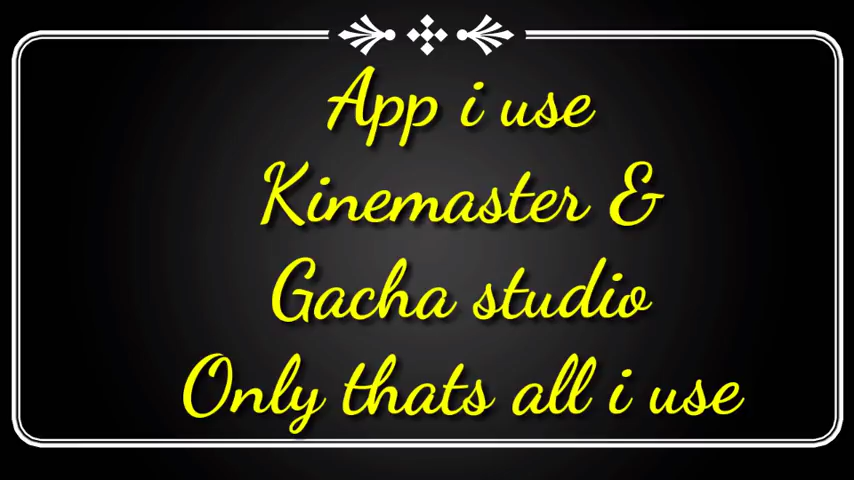 App i use
Kinemaster &
Gacha studio
Only thats all i use